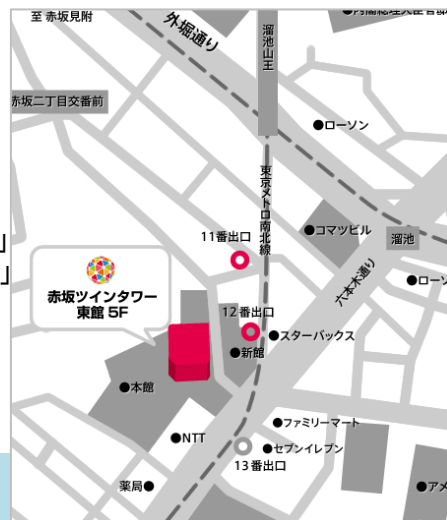 至 赤坂見附
外堀通り
溜池山王
赤坂二丁目交番前
●ローソン
東京メトロ南北線
11番出口
●コマツビル
溜池
」
」
六本木通り
●ローソ
赤坂ツインタワー
東館 5F
12番出口
●スターバックス
●新館
●本館
●ファミリーマート
●NTT
●セブンイレブン
13番出口
薬局●
●アメ